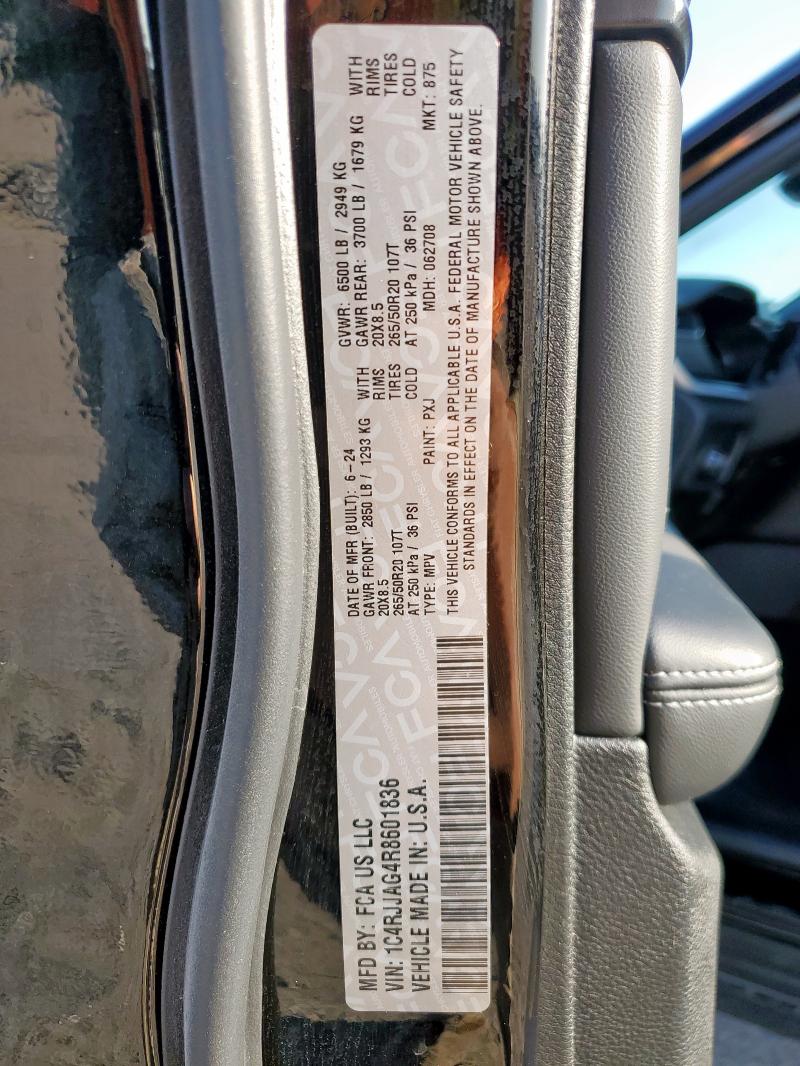 MFD BY: FCA US LLC
VIN: 1C4RJJAG4R8601836
VEHICLE MADE IN: U.S.A.
DATE OF MFR (BUILT): 6-24 GVWR: 6500 LB / 2949 KG
GAWR FRONT: 2850 LB / 1293 KG WITH GAWR REAR: 3700 LB / 1679 KG WITH
20X8.5 RIMS 20X8.5 RIMS
265/50R20 107T TIRES 265/50R20 107T TIRES
AT 250 kPa / 36 PSI COLD AT 250 kPa / 36 PSI COLD
TYPE: MPV PAINT: PXJ MDH: 062708 MKT: 875
THIS VEHICLE CONFORMS TO ALL APPLICABLE U.S.A. FEDERAL MOTOR VEHICLE SAFETY
STANDARDS IN EFFECT ON THE DATE OF MANUFACTURE SHOWN ABOVE.